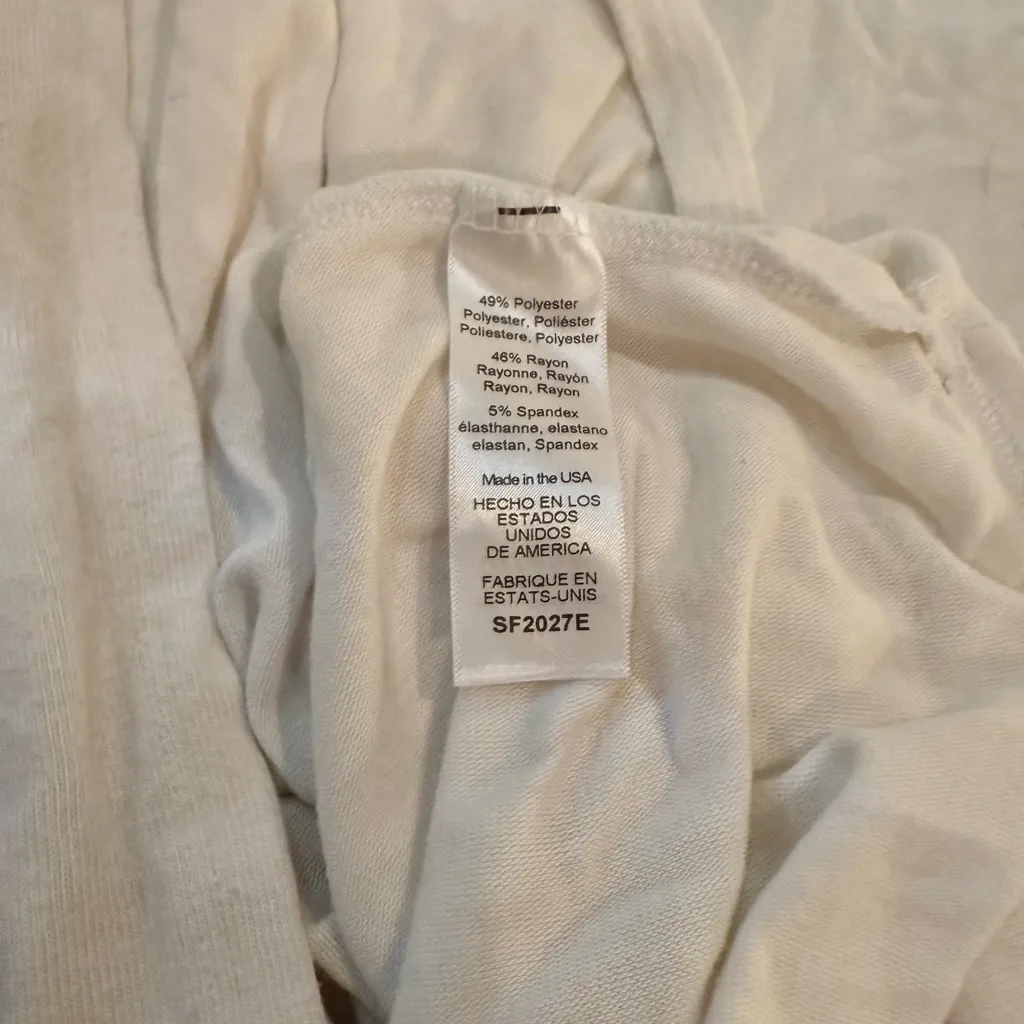 49% Polyester
Polyester, Poliéster
Poliestere, Polyester
46% Rayon
Rayonne, Rayón
Rayon, Rayon
5% Spandex
élasthanne, elastano
elastan, Spandex
Made in the USA
HECHO EN LOS
ESTADOS
UNIDOS
DE AMERICA
FABRIQUE EN
ESTATS-UNIS
SF2027E